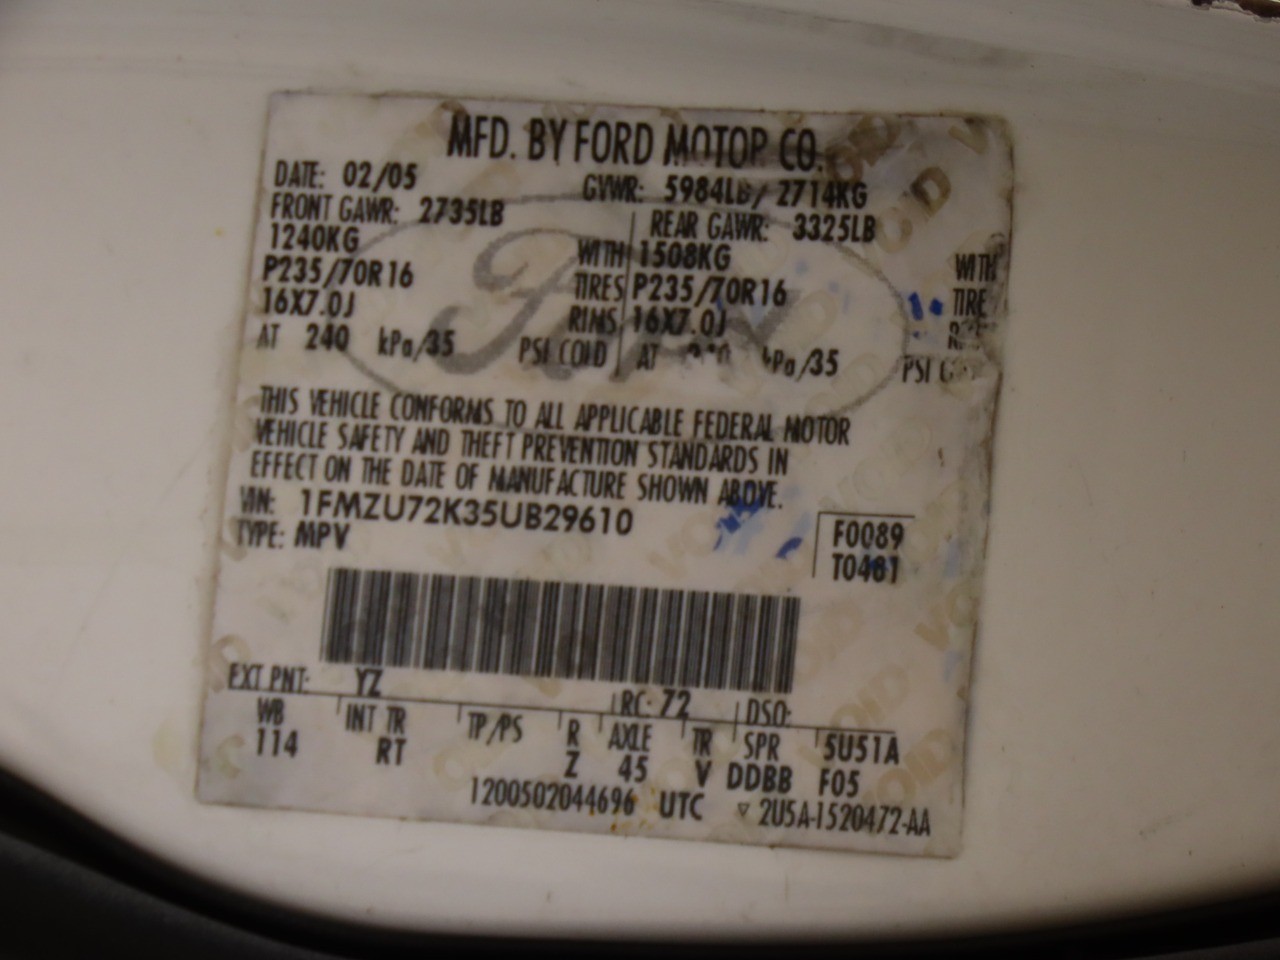 MFD. BY FORD MOTOR CO.
DATE: 02/05 GVWR: 5984LB/ 2714KG
FRONT GAWR: 2735LB REAR GAWR: 3325LB
1240KG WITH 1508KG WITH
P235/70R16 TIRES P235/70R16 TIRE
16X7.0J RIMS 16X7.0J
AT 240 kPa/35 PSI COLD AT kPa/35 PSI
THIS VEHICLE CONFORMS TO ALL APPLICABLE FEDERAL MOTOR
VEHICLE SAFETY AND THEFT PREVENTION STANDARDS IN
EFFECT ON THE DATE OF MANUFACTURE SHOWN ABOVE.
VIN: 1FMZU72K35UB29610 F0089
TYPE: MPV T0481
EXT PNT: YZ RC: 72 DSO:
WB INT TR TP/PS R AXLE TR SPR 5U51A
114 RT Z 45 V DDBB F05
1200502044696 UTC ▽ 2U5A-1520472-AA